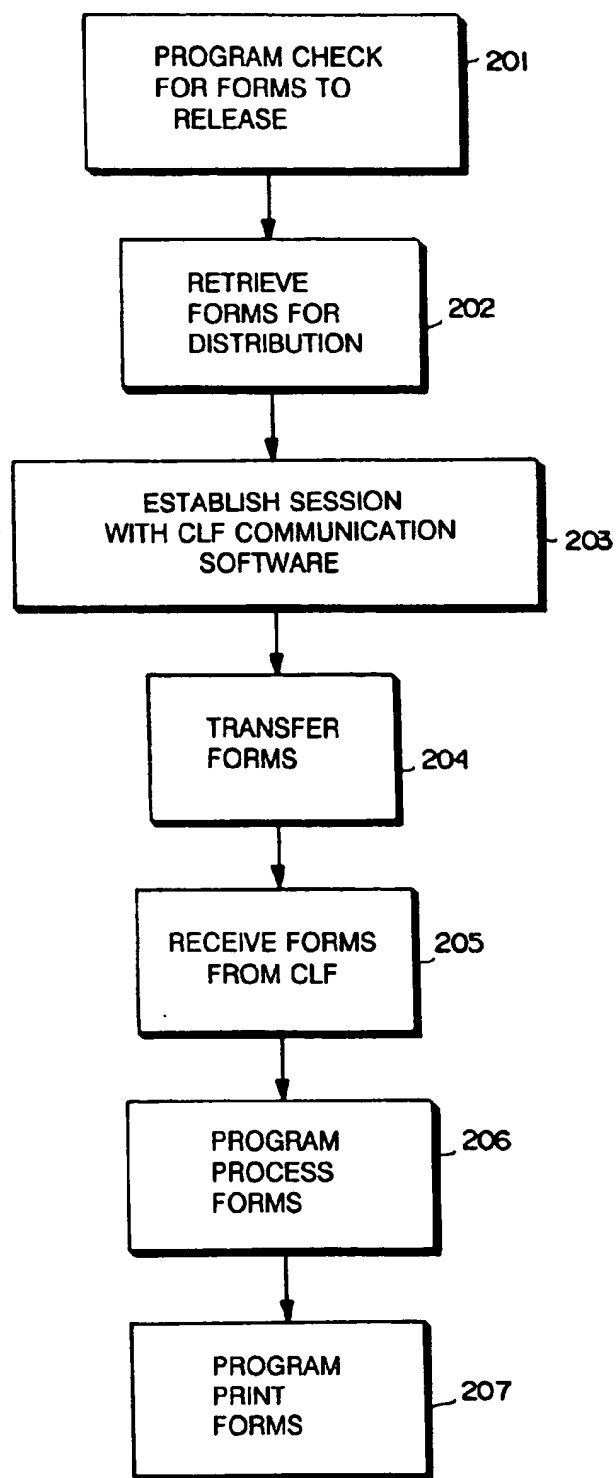 PROGRAM CHECK
FOR FORMS TO
RELEASE
201
RETRIEVE
FORMS FOR
DISTRIBUTION
202
ESTABLISH SESSION
WITH CLF COMMUNICATION
SOFTWARE
203
TRANSFER
FORMS
204
RECEIVE FORMS
FROM CLF
205
PROGRAM
PROCESS
FORMS
206
PROGRAM
PRINT
FORMS
207